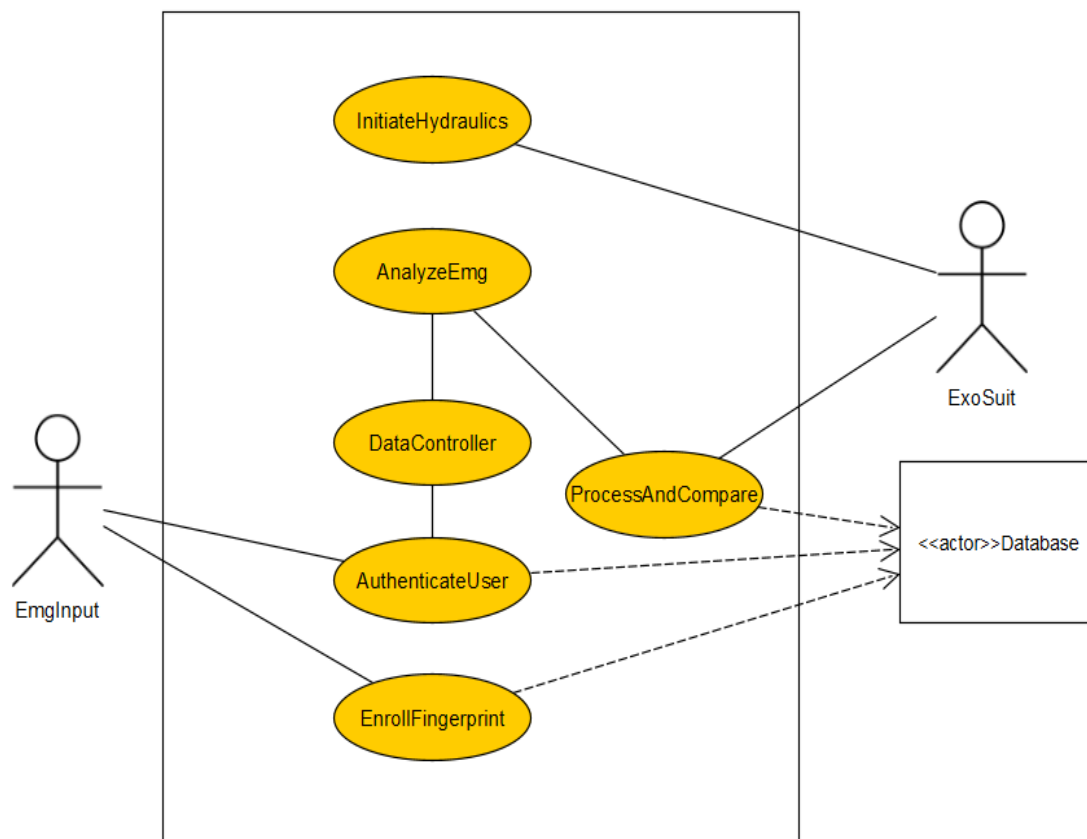 InitiateHydraulics
AnalyzeEmg
ExoSuit
DataController
ProcessAndCompare
<<actor>>Database
AuthenticateUser
EmgInput
EnrollFingerprint